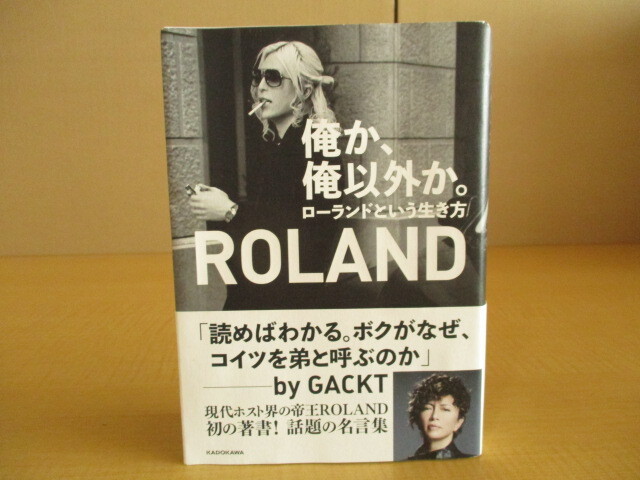 俺か、
俺以外か。
ローランドという生き方
ROLAND
「読めばわかる。ボクがなぜ、
コイツを弟と呼ぶのか」
by GACKT
現代ホスト界の帝王ROLAND
初の著書! 話題の名言集
KADOKAWA